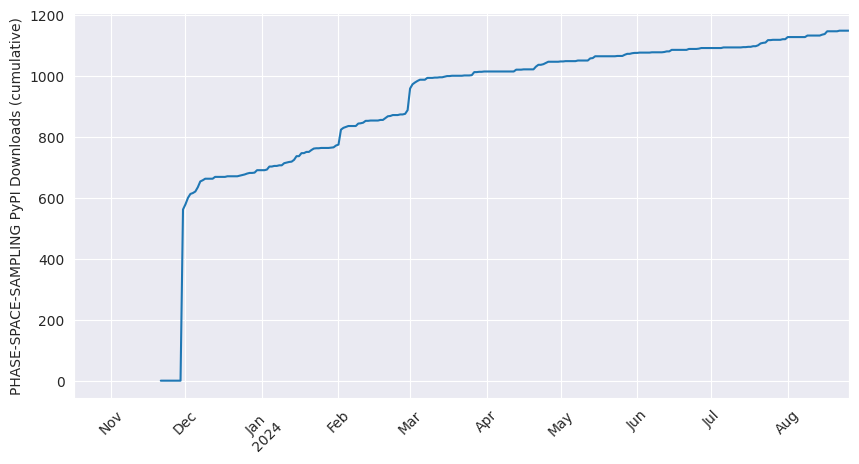 PHASE-SPACE-SAMPLING PyPI Downloads (cumulative)
1200
1000
800
600
400
200
0
Nov
Dec
Jan
2024
Feb
Mar
Apr
May
Jun
Jul
Aug